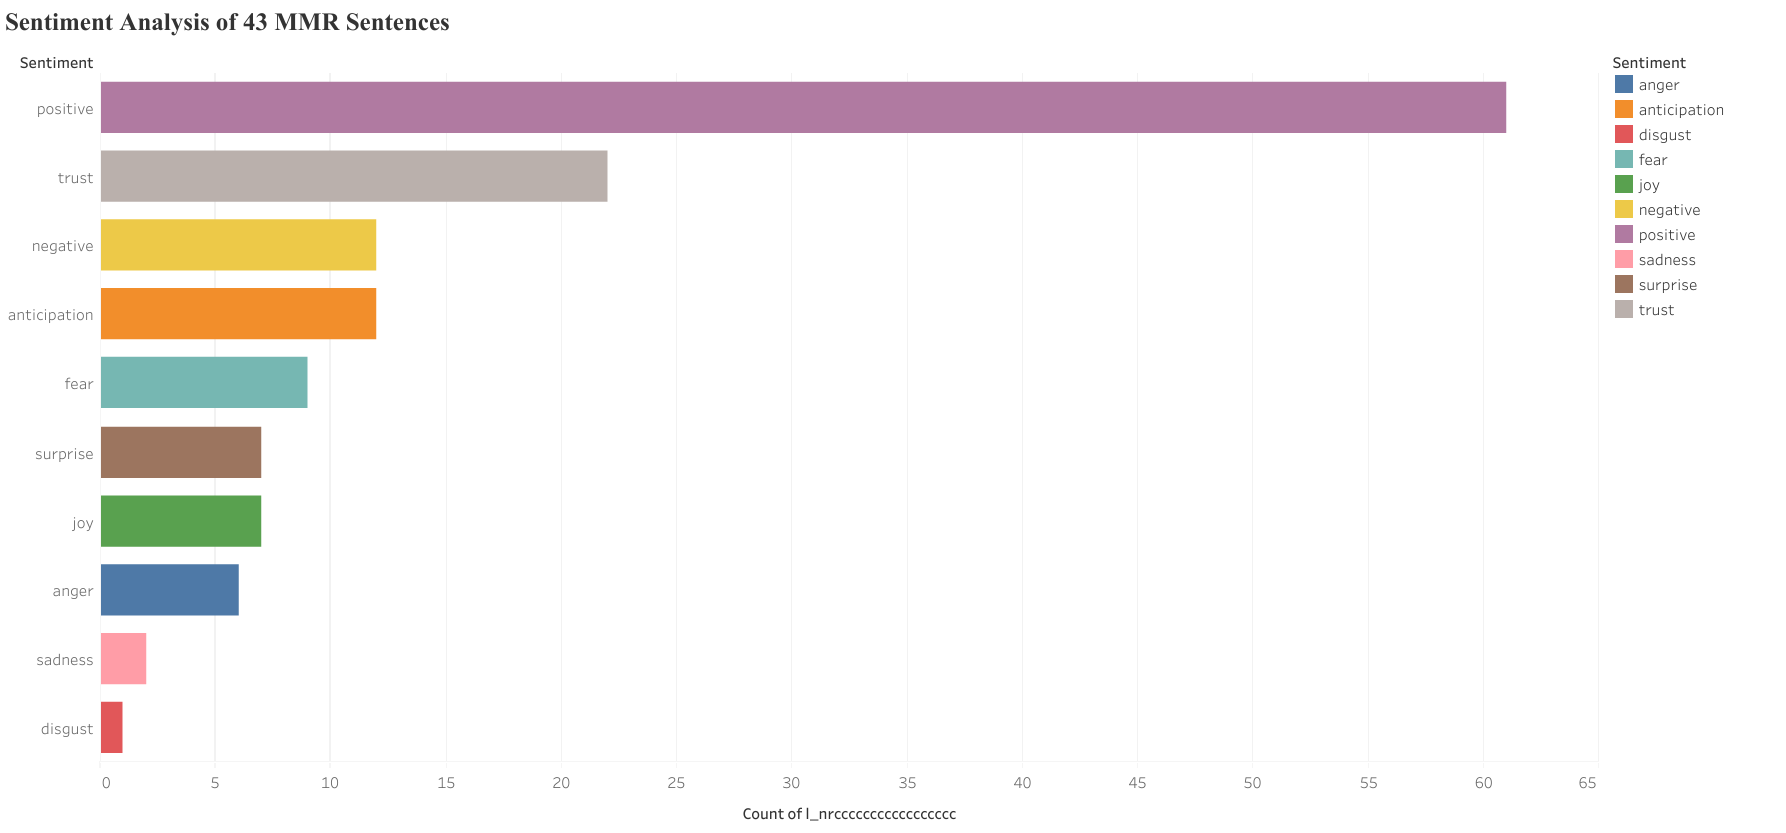 Sentiment Analysis of 43 MMR Sentences
Sentiment
positive
trust
negative
anticipation
fear
surprise
joy
anger
sadness
disgust
0 5 10 15 20 25 30 35 40 45 50 55 60 65
Count of l_nrccccccccccccccccc
Sentiment
anger
anticipation
disgust
fear
joy
negative
positive
sadness
surprise
trust